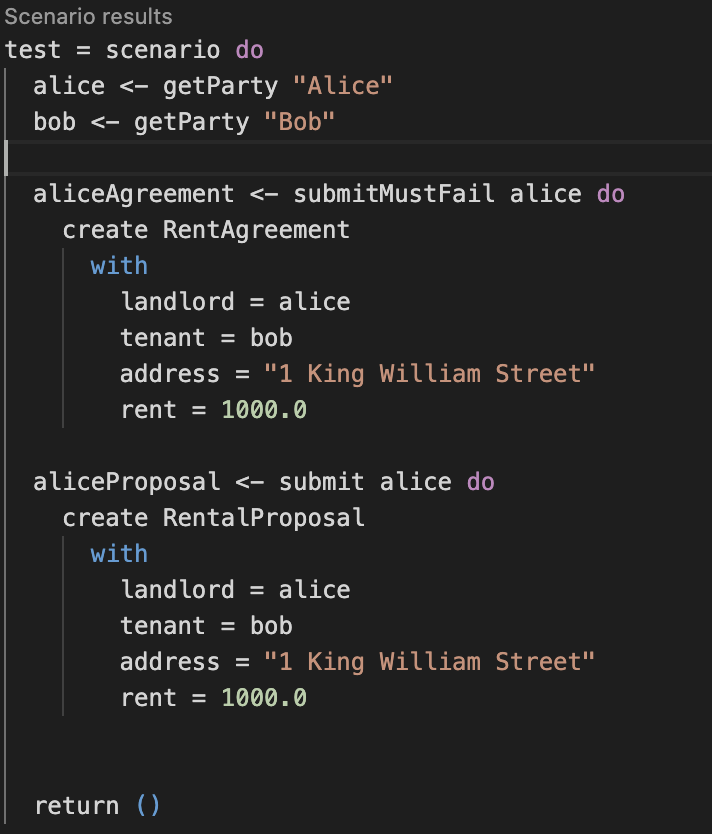 Scenario results
test = scenario do
  alice <- getParty "Alice"
  bob <- getParty "Bob"

  aliceAgreement <- submitMustFail alice do
    create RentAgreement
      with
        landlord = alice
        tenant = bob
        address = "1 King William Street"
        rent = 1000.0

  aliceProposal <- submit alice do
    create RentalProposal
      with
        landlord = alice
        tenant = bob
        address = "1 King William Street"
        rent = 1000.0


  return ()